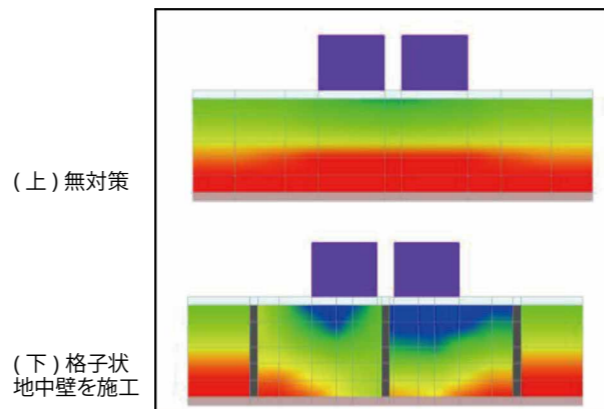 ( 上 ) 無対策
( 下 ) 格子状
地中壁を施工